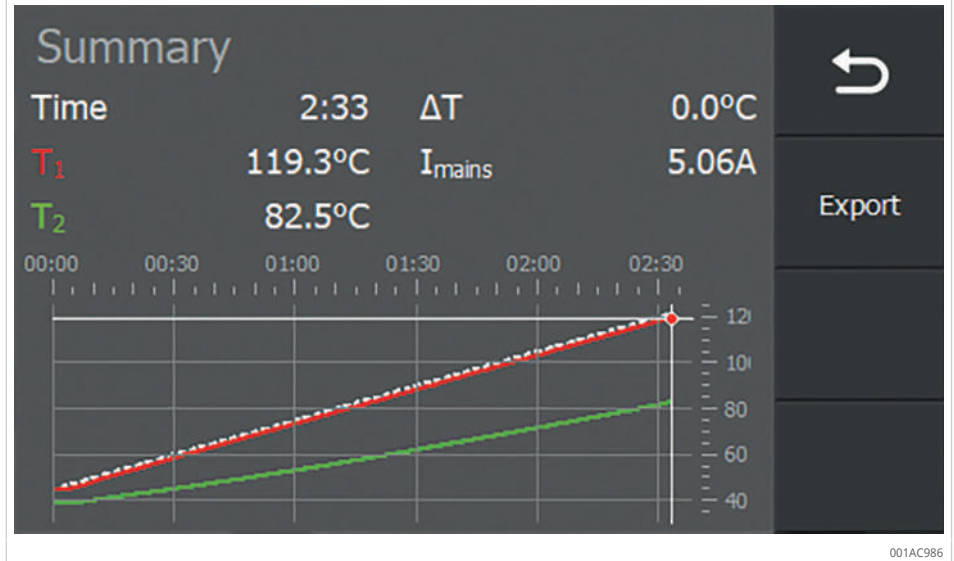 Summary
Time 2:33 ΔT 0.0°C
T1 119.3°C Imains 5.06A
T2 82.5°C
Export
00:00 00:30 01:00 01:30 02:00 02:30
120
100
80
60
40
001AC986